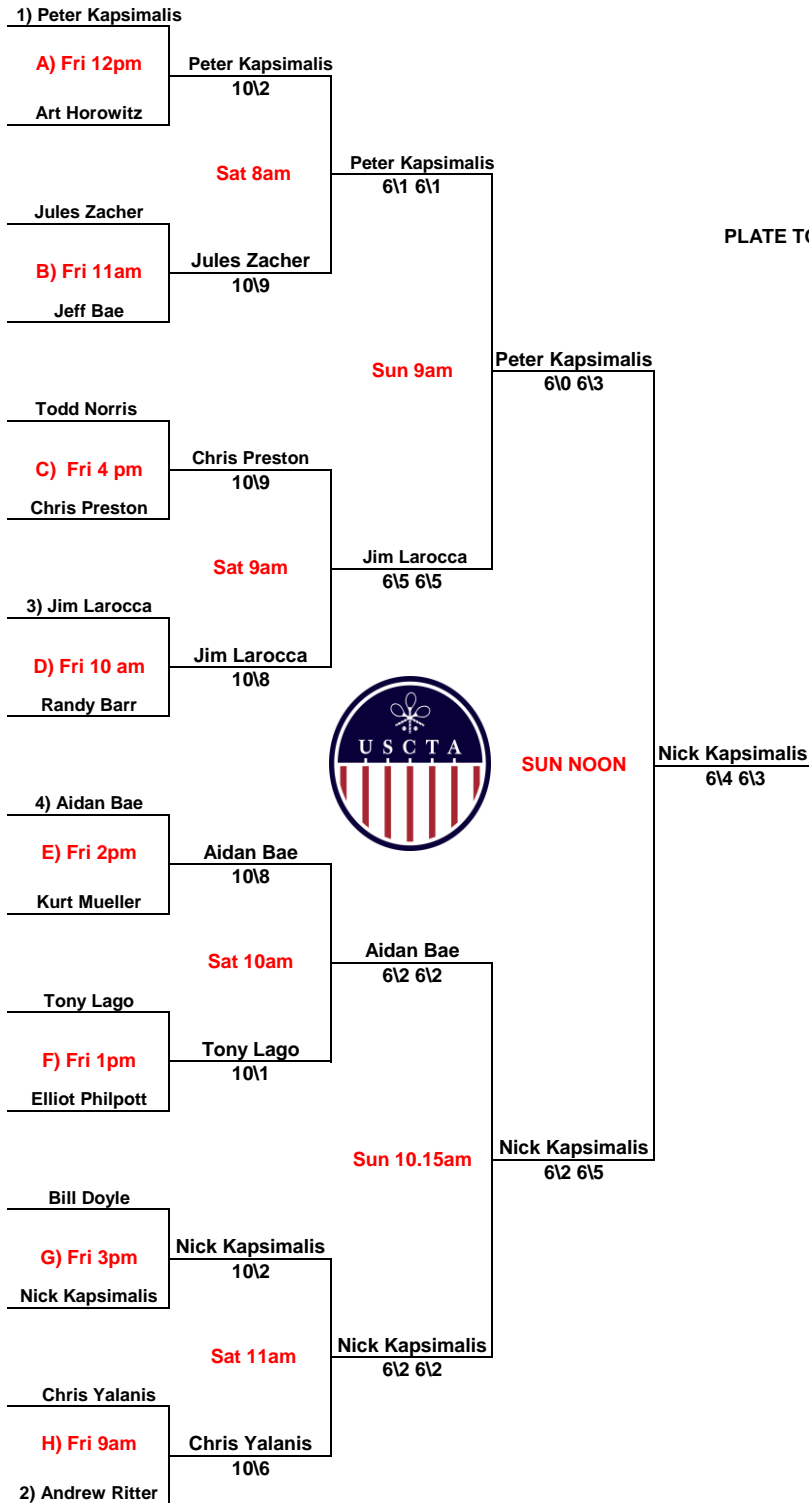 1) Peter Kapsimalis
A) Fri 12pm
Peter Kapsimalis
10\2
Art Horowitz
Sat 8am
Peter Kapsimalis
6\1 6\1
Jules Zacher
PLATE TO
B) Fri 11am
Jules Zacher
10\9
Jeff Bae
Sun 9am
Peter Kapsimalis
6\0 6\3
Todd Norris
C) Fri 4 pm
Chris Preston
10\9
Chris Preston
Sat 9am
Jim Larocca
6\5 6\5
3) Jim Larocca
D) Fri 10 am
Jim Larocca
10\8
Randy Barr
USCTA
SUN NOON
Nick Kapsimalis
6\4 6\3
4) Aidan Bae
E) Fri 2pm
Aidan Bae
10\8
Kurt Mueller
Sat 10am
Aidan Bae
6\2 6\2
Tony Lago
F) Fri 1pm
Tony Lago
10\1
Elliot Philpott
Sun 10.15am
Nick Kapsimalis
6\2 6\5
Bill Doyle
G) Fri 3pm
Nick Kapsimalis
10\2
Nick Kapsimalis
Sat 11am
Nick Kapsimalis
6\2 6\2
Chris Yalanis
H) Fri 9am
Chris Yalanis
10\6
2) Andrew Ritter